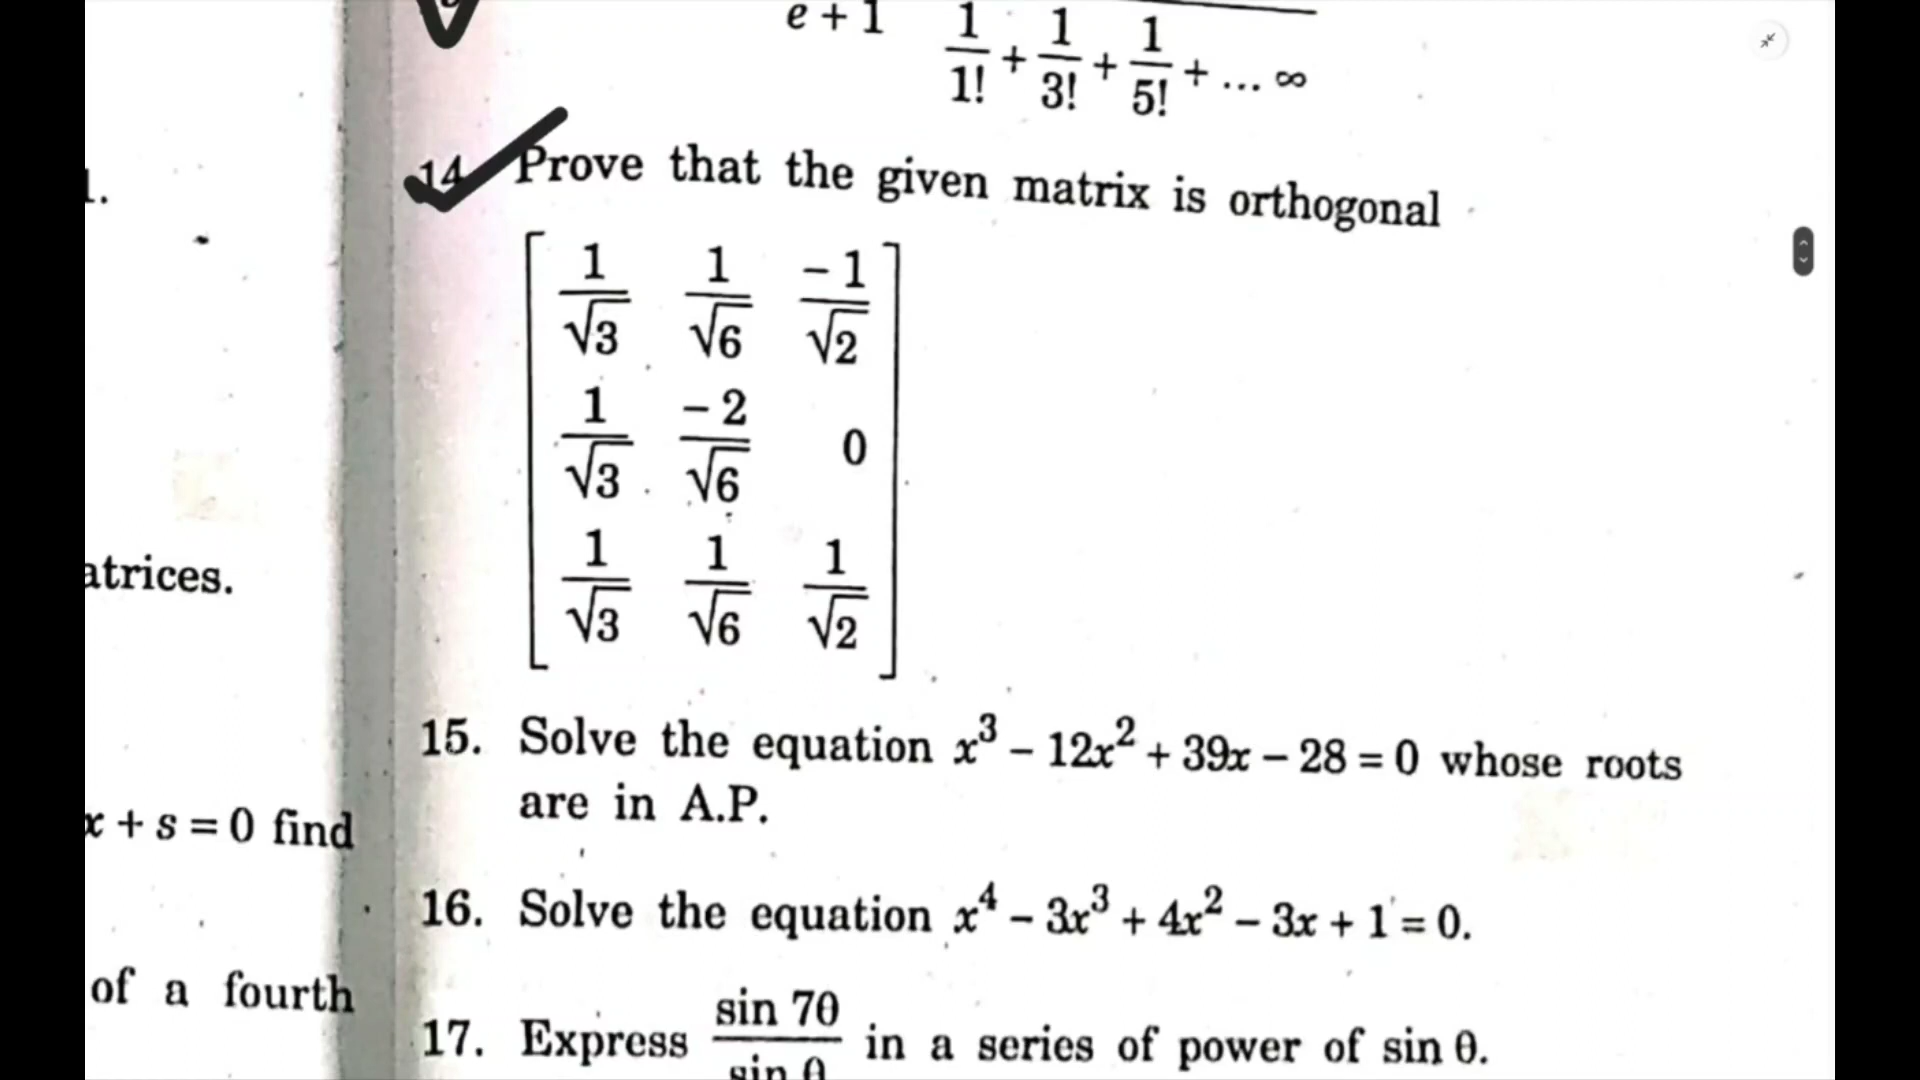 e + 1 1/1! + 1/3! + 1/5! + ... ∞
14. Prove that the given matrix is orthogonal
1/√3 1/√6 -1/√2
1/√3 -2/√6 0
1/√3 1/√6 1/√2
15. Solve the equation x³ – 12x² + 39x – 28 = 0 whose roots
are in A.P.
16. Solve the equation x⁴ – 3x³ + 4x² – 3x + 1 = 0.
17. Express sin 7θ / sin θ in a series of power of sin θ.
1.
atrices.
x + s = 0 find
of a fourth